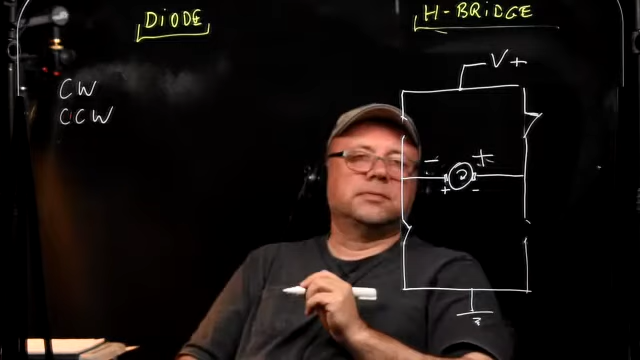 DIODE
H-BRIDGE
CW
CCW
V+
- +
+ -